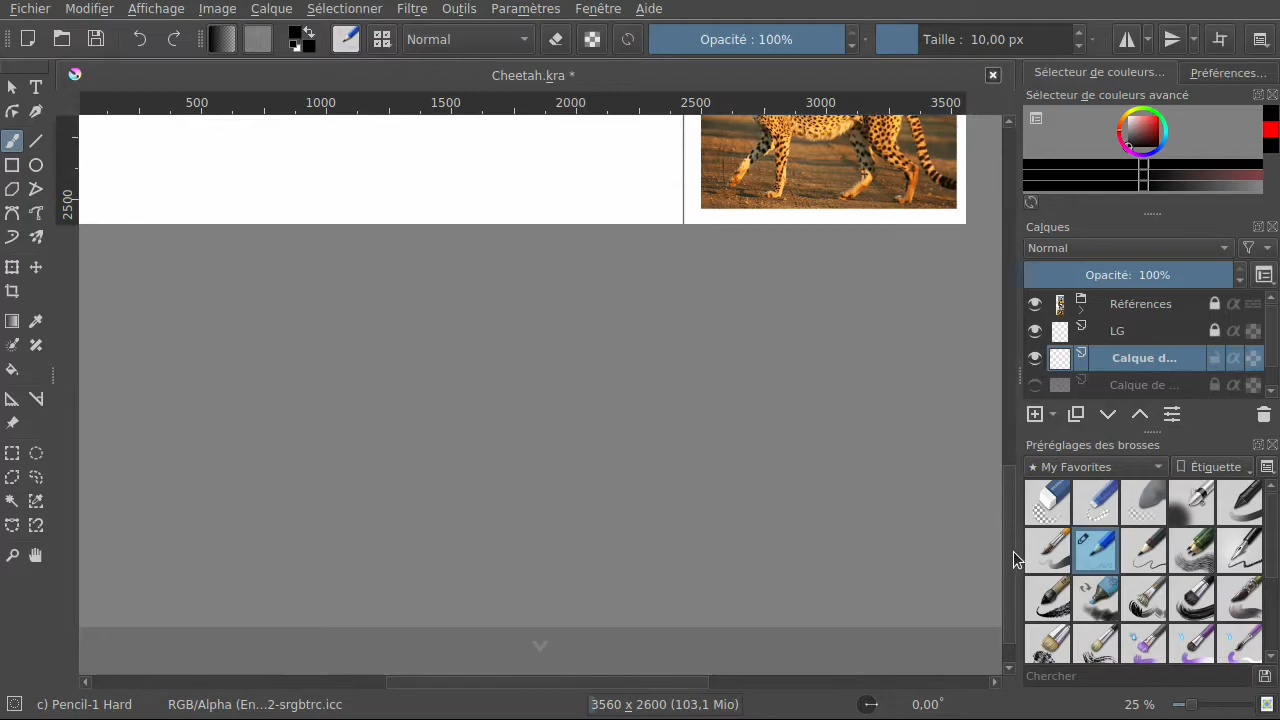 Fichier Modifier Affichage Image Calque Sélectionner Filtre Outils Paramètres Fenêtre Aide
Normal Opacité : 100% Taille : 10,00 px
Cheetah.kra *
Sélecteur de couleurs... Préférences...
Sélecteur de couleurs avancé
500 1000 1500 2000 2500 3000 3500
2500
Calques
Normal
Opacité: 100%
Références
LG
Calque d...
Calque de ...
Préréglages des brosses
★ My Favorites Étiquette
Chercher
c) Pencil-1 Hard RGB/Alpha (En...2-srgbtrc.icc 3560 x 2600 (103,1 Mio) 0,00° 25 %